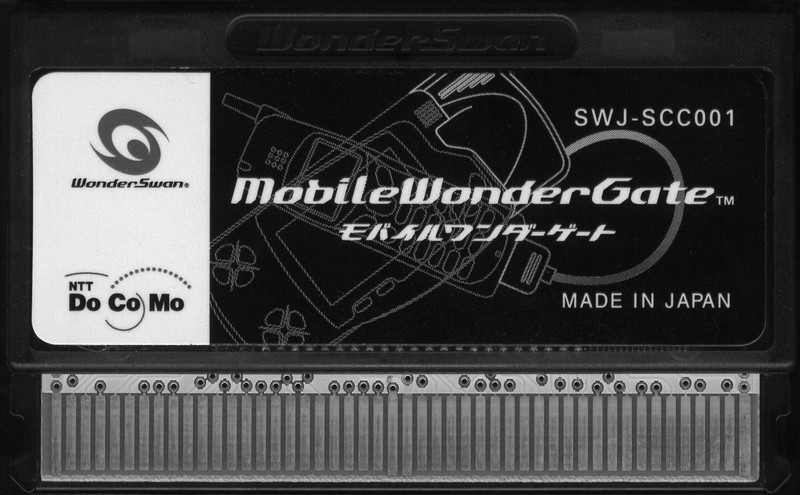 WonderSwan
SWJ-SCC001
WonderSwan®
MobileWonderGate™
モバイルワンダーゲート
NTT
DoCoMo
MADE IN JAPAN